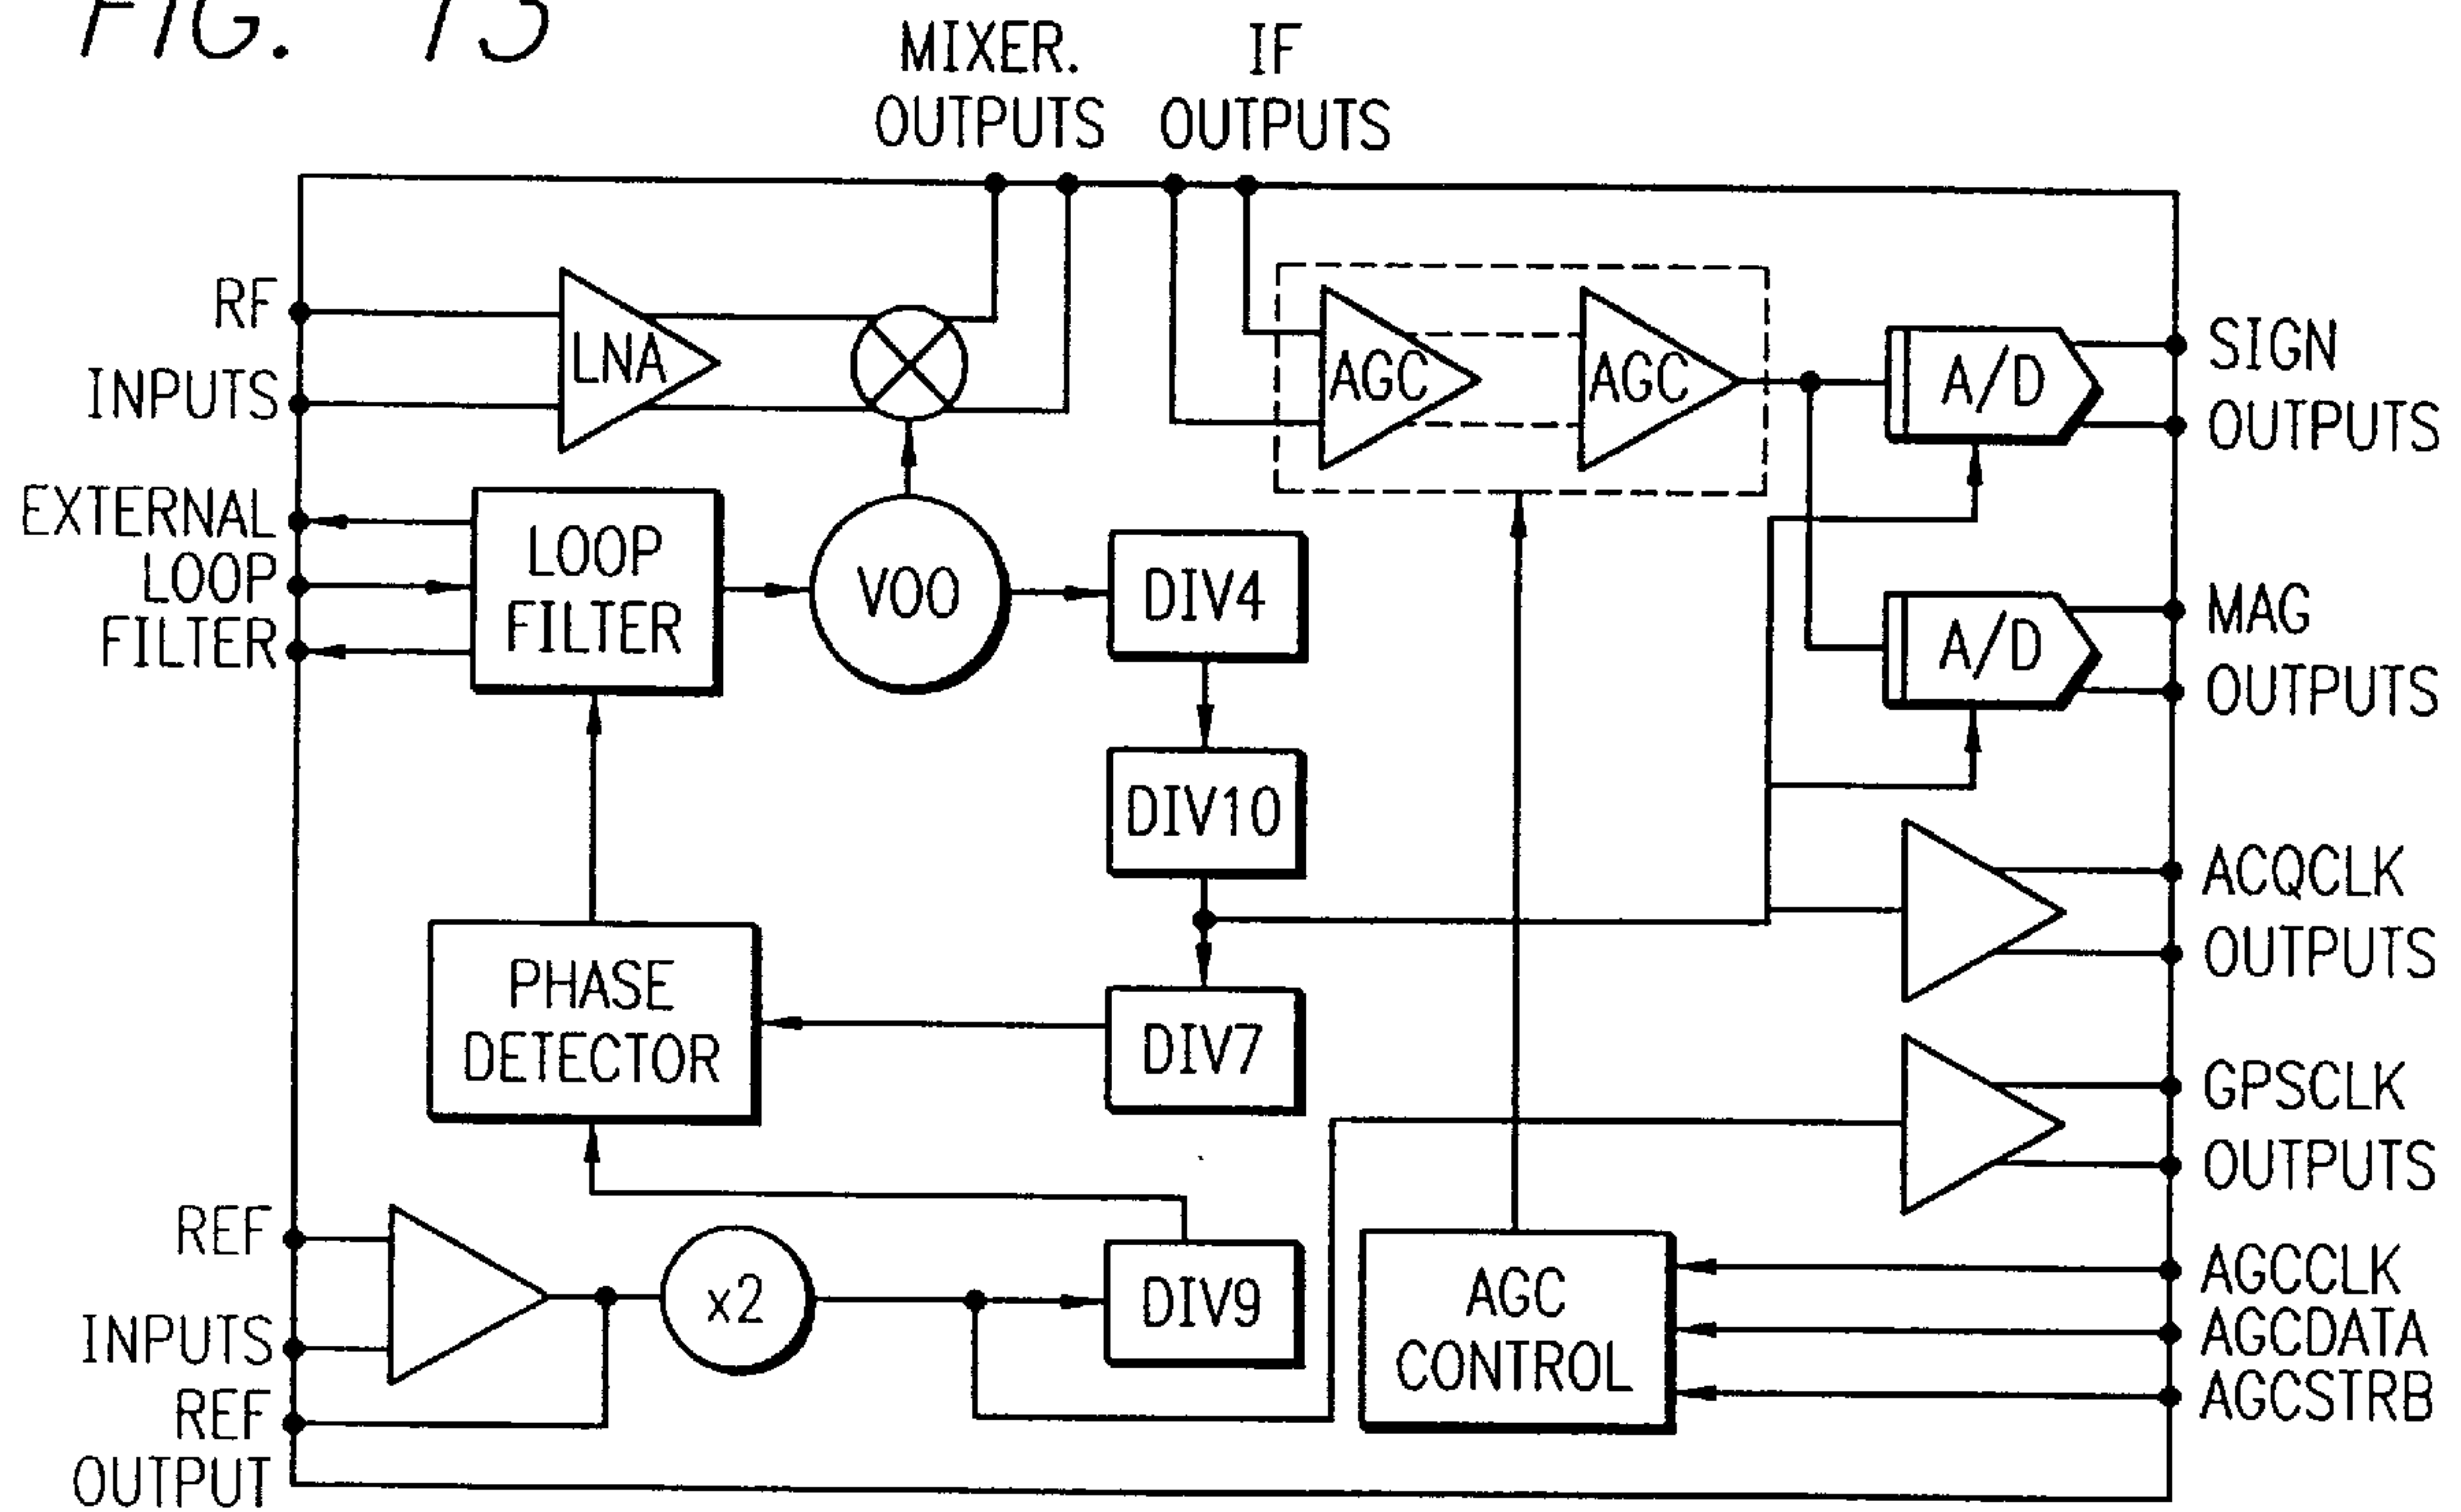 FIG. 13
MIXER.
OUTPUTS
IF
OUTPUTS
RF
INPUTS
LNA
AGC
AGC
A/D
SIGN
OUTPUTS
EXTERNAL
LOOP
FILTER
LOOP
FILTER
VOO
DIV4
A/D
MAG
OUTPUTS
DIV10
ACQCLK
OUTPUTS
PHASE
DETECTOR
DIV7
GPSCLK
OUTPUTS
REF
INPUTS
REF
OUTPUT
x2
DIV9
AGC
CONTROL
AGCCLK
AGCDATA
AGCSTRB